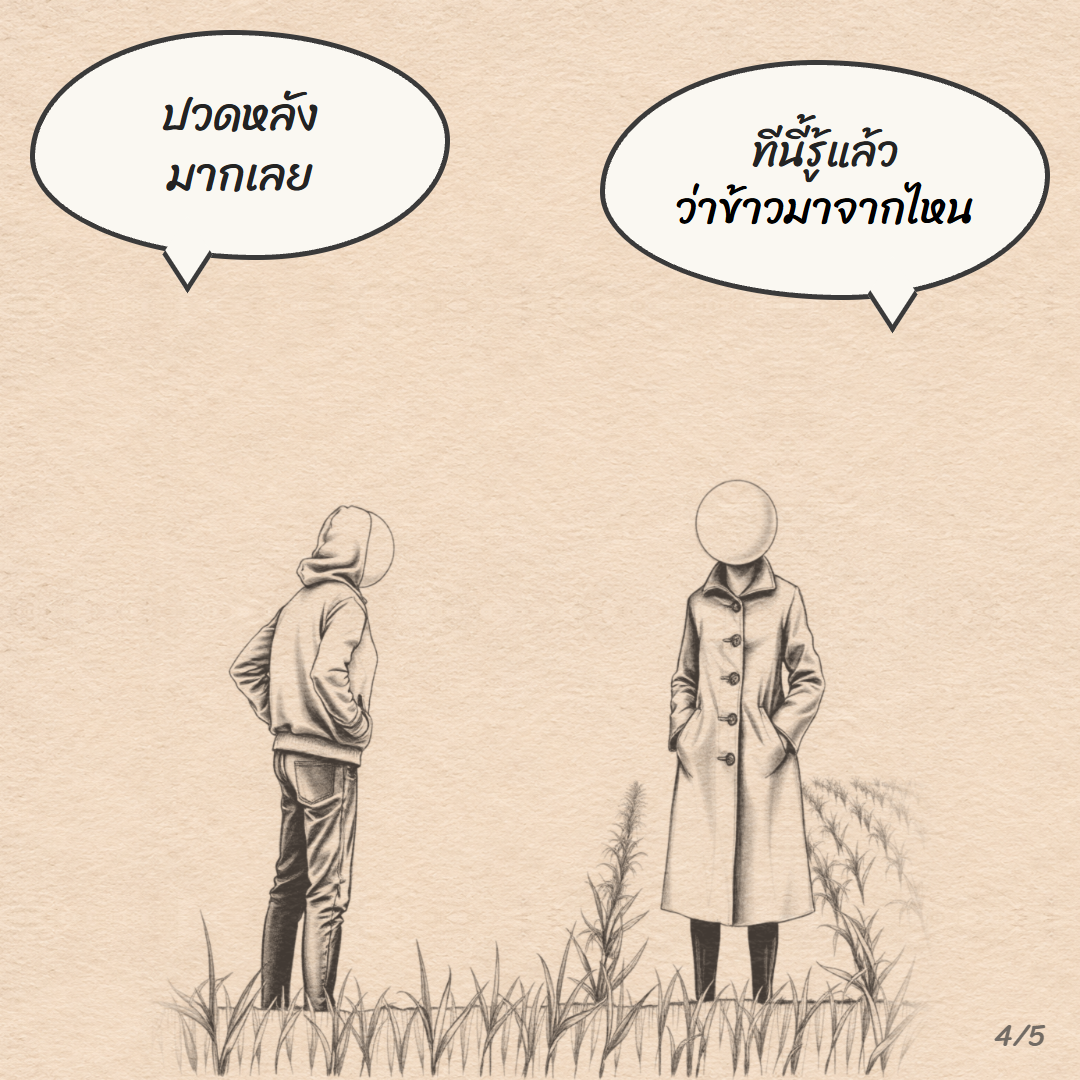 ปวดหลัง
มากเลย
ทีนี้รู้แล้ว
ว่าข้าวมาจากไหน
4/5